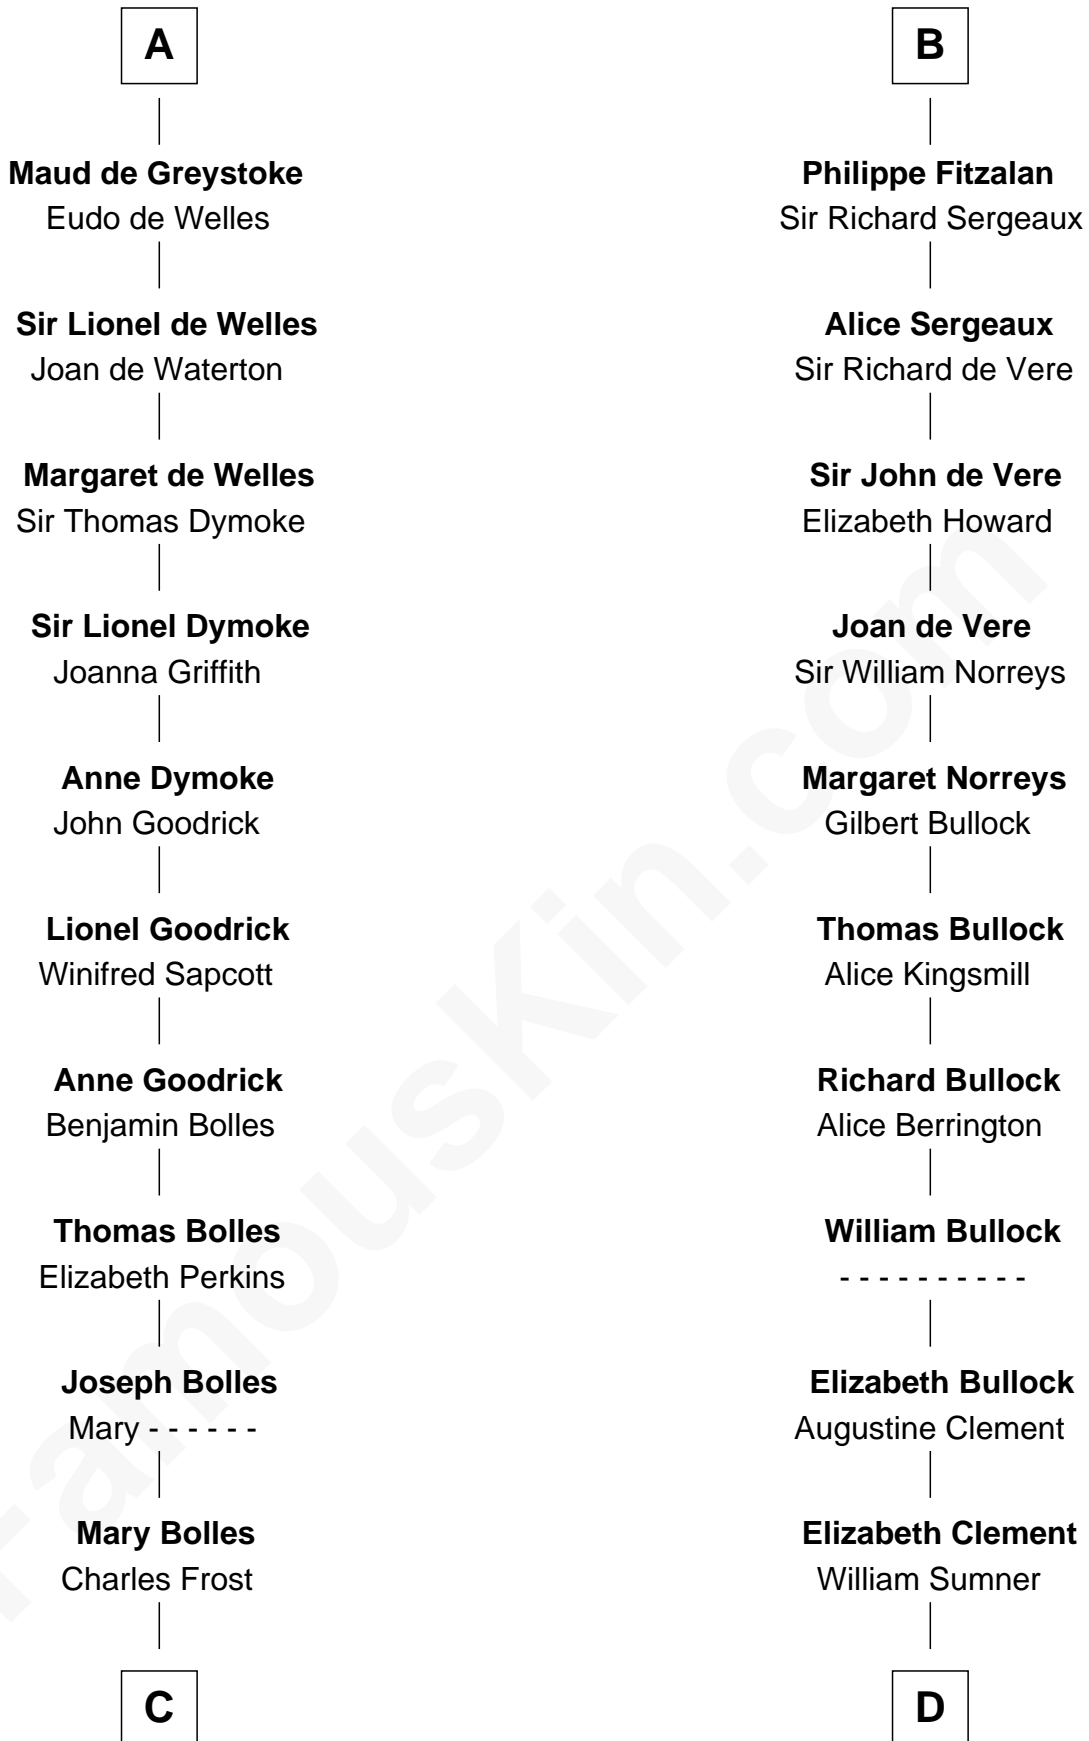 A
Maud de Greystoke
Eudo de Welles
Sir Lionel de Welles
Joan de Waterton
Margaret de Welles
Sir Thomas Dymoke
Sir Lionel Dymoke
Joanna Griffith
Anne Dymoke
John Goodrick
Lionel Goodrick
Winifred Sapcott
Anne Goodrick
Benjamin Bolles
Thomas Bolles
Elizabeth Perkins
Joseph Bolles
Mary - - - - - -
Mary Bolles
Charles Frost
C
B
Philippe Fitzalan
Sir Richard Sergeaux
Alice Sergeaux
Sir Richard de Vere
Sir John de Vere
Elizabeth Howard
Joan de Vere
Sir William Norreys
Margaret Norreys
Gilbert Bullock
Thomas Bullock
Alice Kingsmill
Richard Bullock
Alice Berrington
William Bullock
- - - - - - - - - -
Elizabeth Bullock
Augustine Clement
Elizabeth Clement
William Sumner
D
FamousKin.com